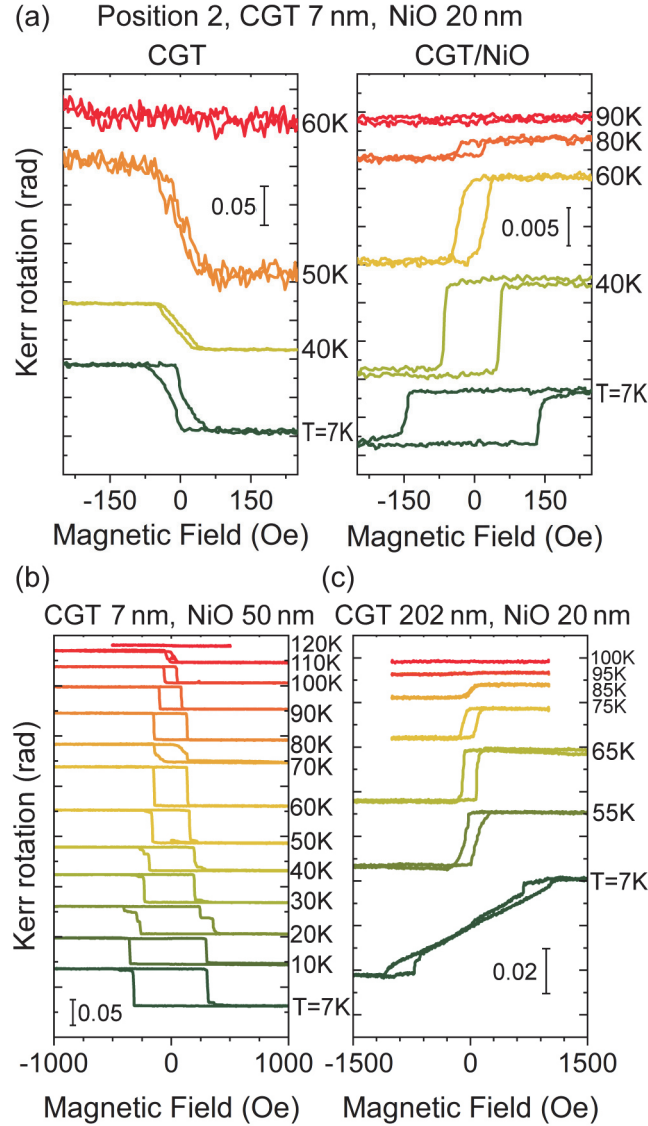 (a)
Position 2, CGT 7 nm, NiO 20 nm
CGT
CGT/NiO
60K
0.05
50K
40K
T=7K
90K
80K
60K
0.005
40K
T=7K
Kerr rotation (rad)
-150 0 150
-150 0 150
Magnetic Field (Oe)
Magnetic Field (Oe)
(b)
CGT 7 nm, NiO 50 nm
120K
110K
100K
90K
80K
70K
60K
50K
40K
30K
20K
10K
T=7K
0.05
Kerr rotation (rad)
-1000 0 1000
Magnetic Field (Oe)
(c)
CGT 202 nm, NiO 20 nm
100K
95K
85K
75K
65K
55K
T=7K
0.02
-1500 0 1500
Magnetic Field (Oe)